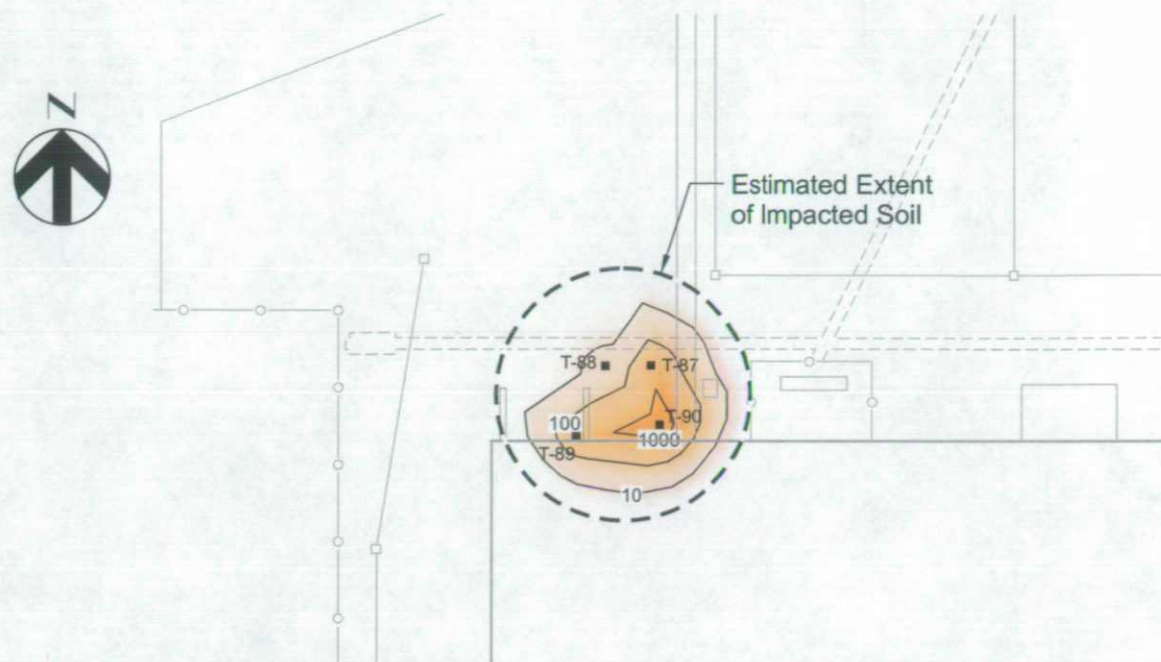 N
Estimated Extent
of Impacted Soil
T-88
T-87
T-90
100
1000
T-89
10